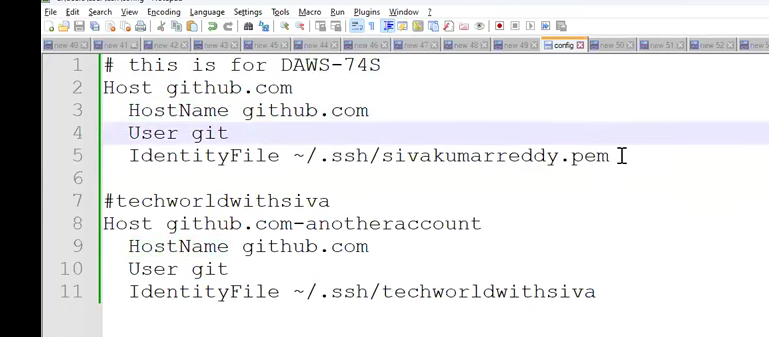 File Edit Search View Encoding Language Settings Tools Macro Run Plugins Window ?
new 40 new 41 new 42 new 43 new 44 new 45 new 46 new 47 new 48 new 49 config new 50 new 51 new 52 new
1 # this is for DAWS-74S
2 Host github.com
3 HostName github.com
4 User git
5 IdentityFile ~/.ssh/sivakumarreddy.pem
6
7 #techworldwithsiva
8 Host github.com-anotheraccount
9 HostName github.com
10 User git
11 IdentityFile ~/.ssh/techworldwithsiva